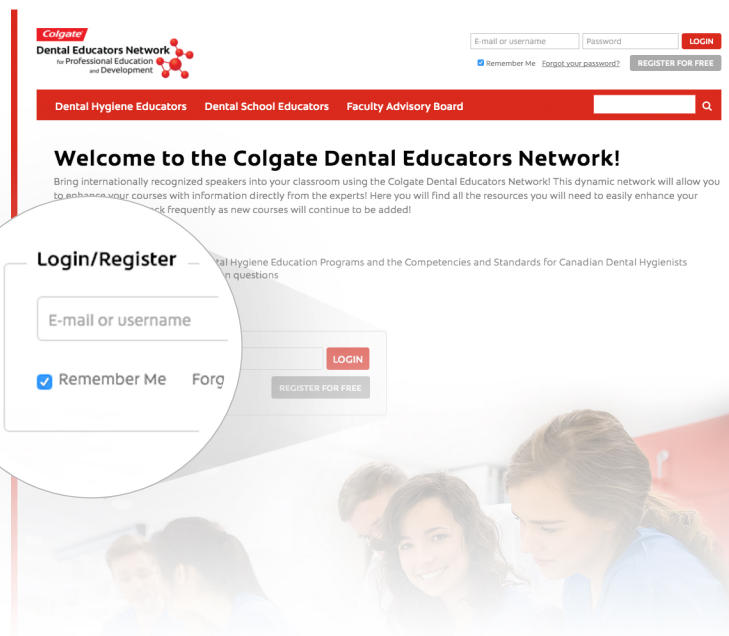 Colgate
Dental Educators Network
for Professional Education
and Development
E-mail or username
Password
LOGIN
Remember Me
Forgot your password?
REGISTER FOR FREE
Dental Hygiene Educators
Dental School Educators
Faculty Advisory Board
Welcome to the Colgate Dental Educators Network!
Bring internationally recognized speakers into your classroom using the Colgate Dental Educators Network! This dynamic network will allow you
to enhance your courses with information directly from the experts! Here you will find all the resources you will need to easily enhance your
frequently as new courses will continue to be added!
Login/Register
Hygiene Education Programs and the Competencies and Standards for Canadian Dental Hygienists
questions
E-mail or username
LOGIN
Remember Me
REGISTER FOR FREE